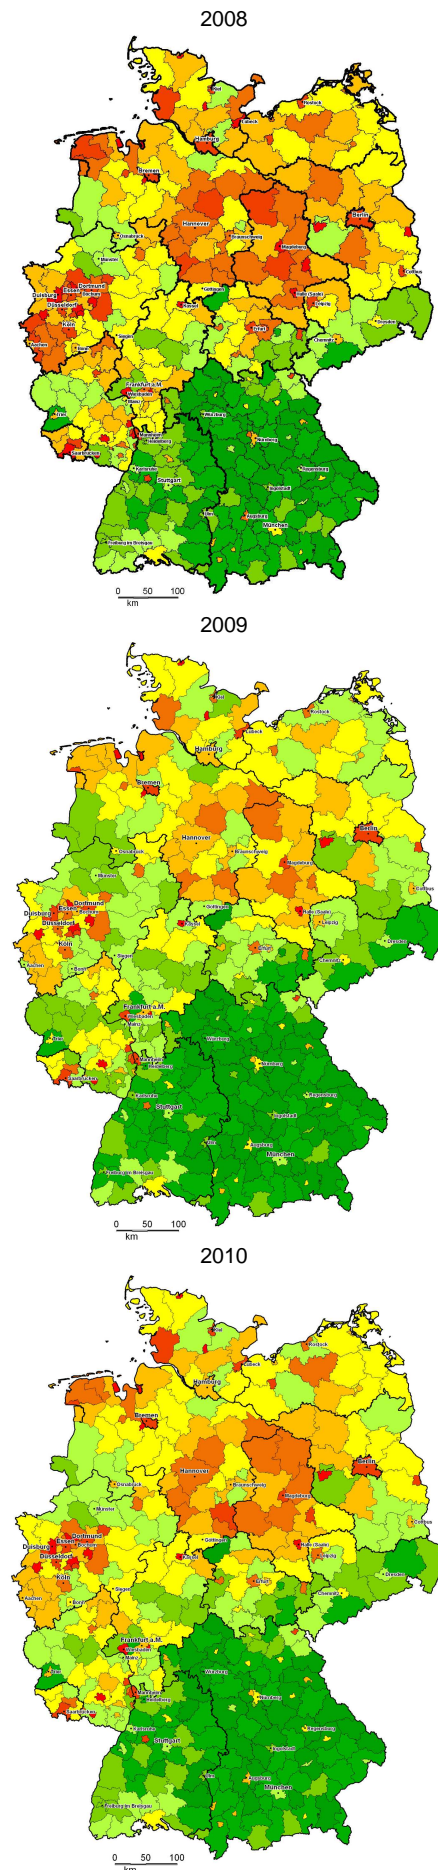 2008
Kiel
Rostock
Lübeck
Hamburg
Bremen
Berlin
Hannover
Osnabrück
Braunschweig
Magdeburg
Münster
Cottbus
Dortmund
Essen
Bochum
Duisburg
Düsseldorf
Göttingen
Kassel
Halle (Saale)
Leipzig
Köln
Dresden
Erfurt
Chemnitz
Siegen
Aachen
Bonn
Frankfurt a.M.
Wiesbaden
Mainz
Trier
Würzburg
Mannheim
Heidelberg
Nürnberg
Saarbrücken
Karlsruhe
Regensburg
Stuttgart
Ingolstadt
Ulm
Augsburg
München
Freiburg im Breisgau
0 50 100
km
2009
Kiel
Rostock
Lübeck
Hamburg
Bremen
Berlin
Hannover
Osnabrück
Braunschweig
Magdeburg
Münster
Cottbus
Dortmund
Essen
Bochum
Duisburg
Düsseldorf
Göttingen
Kassel
Halle (Saale)
Leipzig
Köln
Dresden
Erfurt
Chemnitz
Siegen
Aachen
Bonn
Frankfurt a.M.
Wiesbaden
Mainz
Trier
Würzburg
Mannheim
Heidelberg
Nürnberg
Saarbrücken
Karlsruhe
Regensburg
Stuttgart
Ingolstadt
Ulm
Augsburg
München
Freiburg im Breisgau
0 50 100
km
2010
Kiel
Rostock
Lübeck
Hamburg
Bremen
Berlin
Hannover
Osnabrück
Braunschweig
Magdeburg
Münster
Cottbus
Dortmund
Essen
Bochum
Duisburg
Düsseldorf
Göttingen
Kassel
Halle (Saale)
Leipzig
Köln
Dresden
Erfurt
Chemnitz
Siegen
Aachen
Bonn
Frankfurt a.M.
Wiesbaden
Mainz
Trier
Würzburg
Mannheim
Heidelberg
Nürnberg
Saarbrücken
Karlsruhe
Regensburg
Stuttgart
Ingolstadt
Ulm
Augsburg
München
Freiburg im Breisgau
0 50 100
km